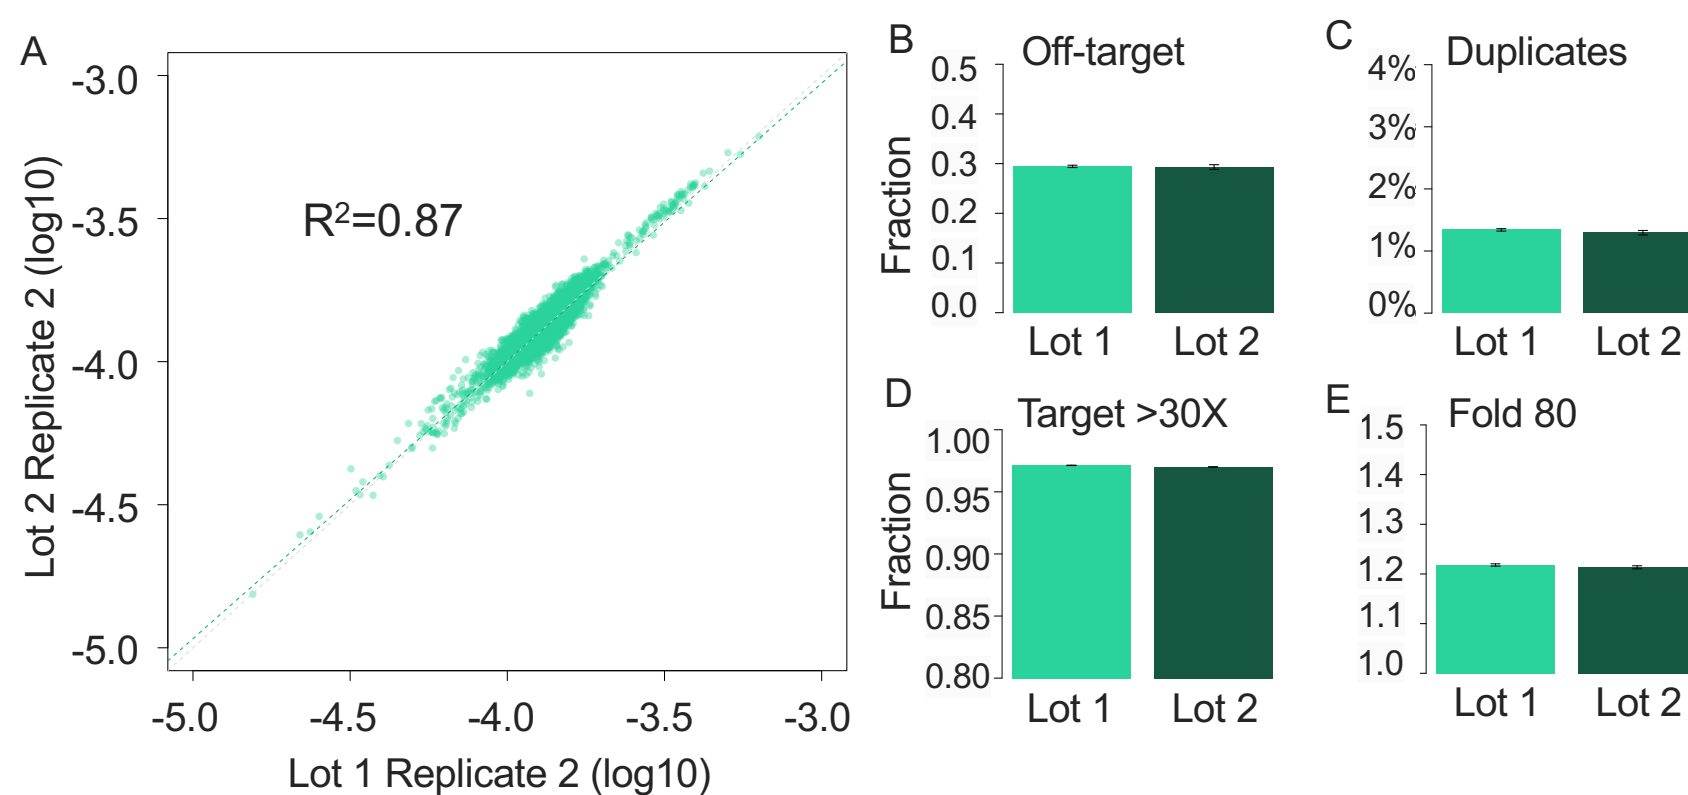 A
-3.0
-3.5
-4.0
-4.5
-5.0
Lot 2 Replicate 2 (log10)
R²=0.87
-5.0 -4.5 -4.0 -3.5 -3.0
Lot 1 Replicate 2 (log10)
B
Off-target
0.5
0.4
0.3
0.2
0.1
0.0
Fraction
Lot 1 Lot 2
C
Duplicates
4%
3%
2%
1%
0%
Lot 1 Lot 2
D
Target >30X
1.00
0.95
0.90
0.85
0.80
Fraction
Lot 1 Lot 2
E
Fold 80
1.5
1.4
1.3
1.2
1.1
1.0
Lot 1 Lot 2